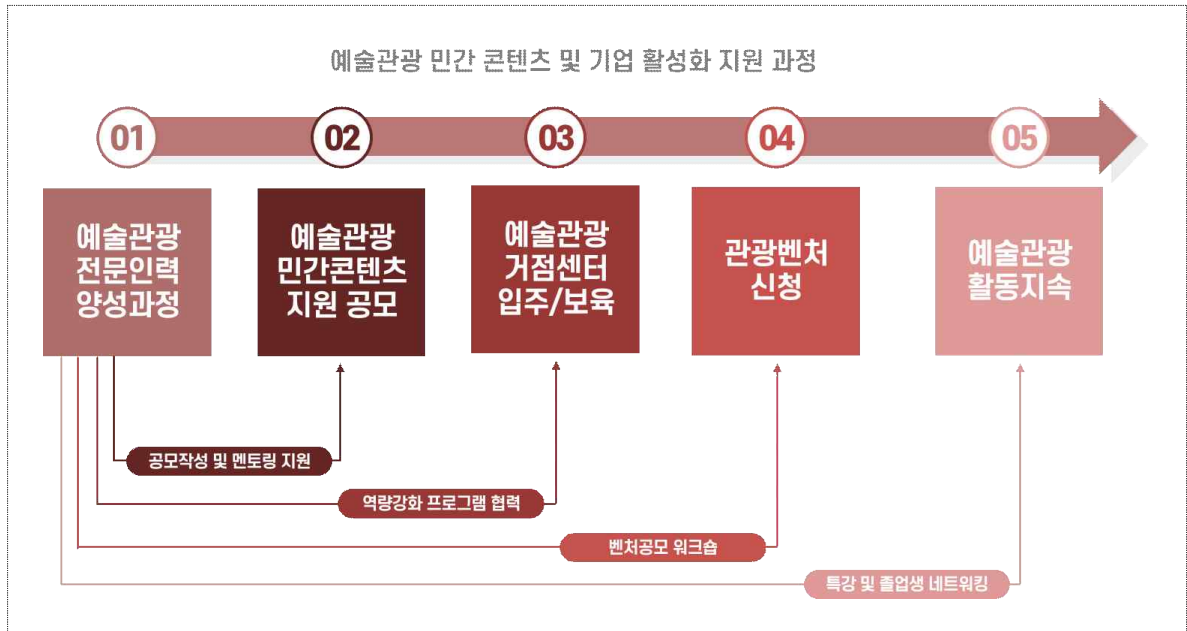 예술관광 민간 콘텐츠 및 기업 활성화 지원 과정
01
02
03
04
05
예술관광
전문인력
양성과정
예술관광
민간콘텐츠
지원 공모
예술관광
거점센터
입주/보육
관광벤처
신청
예술관광
활동지속
공모작성 및 멘토링 지원
역량강화 프로그램 협력
벤처공모 워크숍
특강 및 졸업생 네트워킹